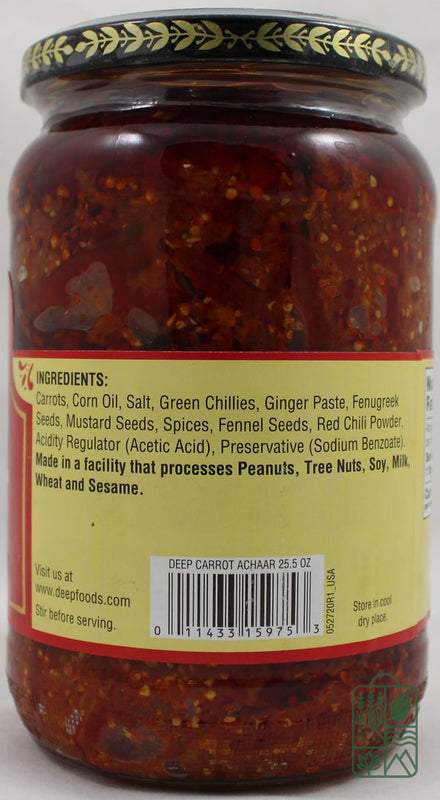 INGREDIENTS:
Carrots, Corn Oil, Salt, Green Chillies, Ginger Paste, Fenugreek
Seeds, Mustard Seeds, Spices, Fennel Seeds, Red Chili Powder,
Acidity Regulator (Acetic Acid), Preservative (Sodium Benzoate).
Made in a facility that processes Peanuts, Tree Nuts, Soy, Milk,
Wheat and Sesame.
Visit us at
www.deepfoods.com
Stir before serving.
DEEP CARROT ACHAAR 25.5 OZ
0 11433 15975 3
052720R1_USA
Store in cool
dry place.